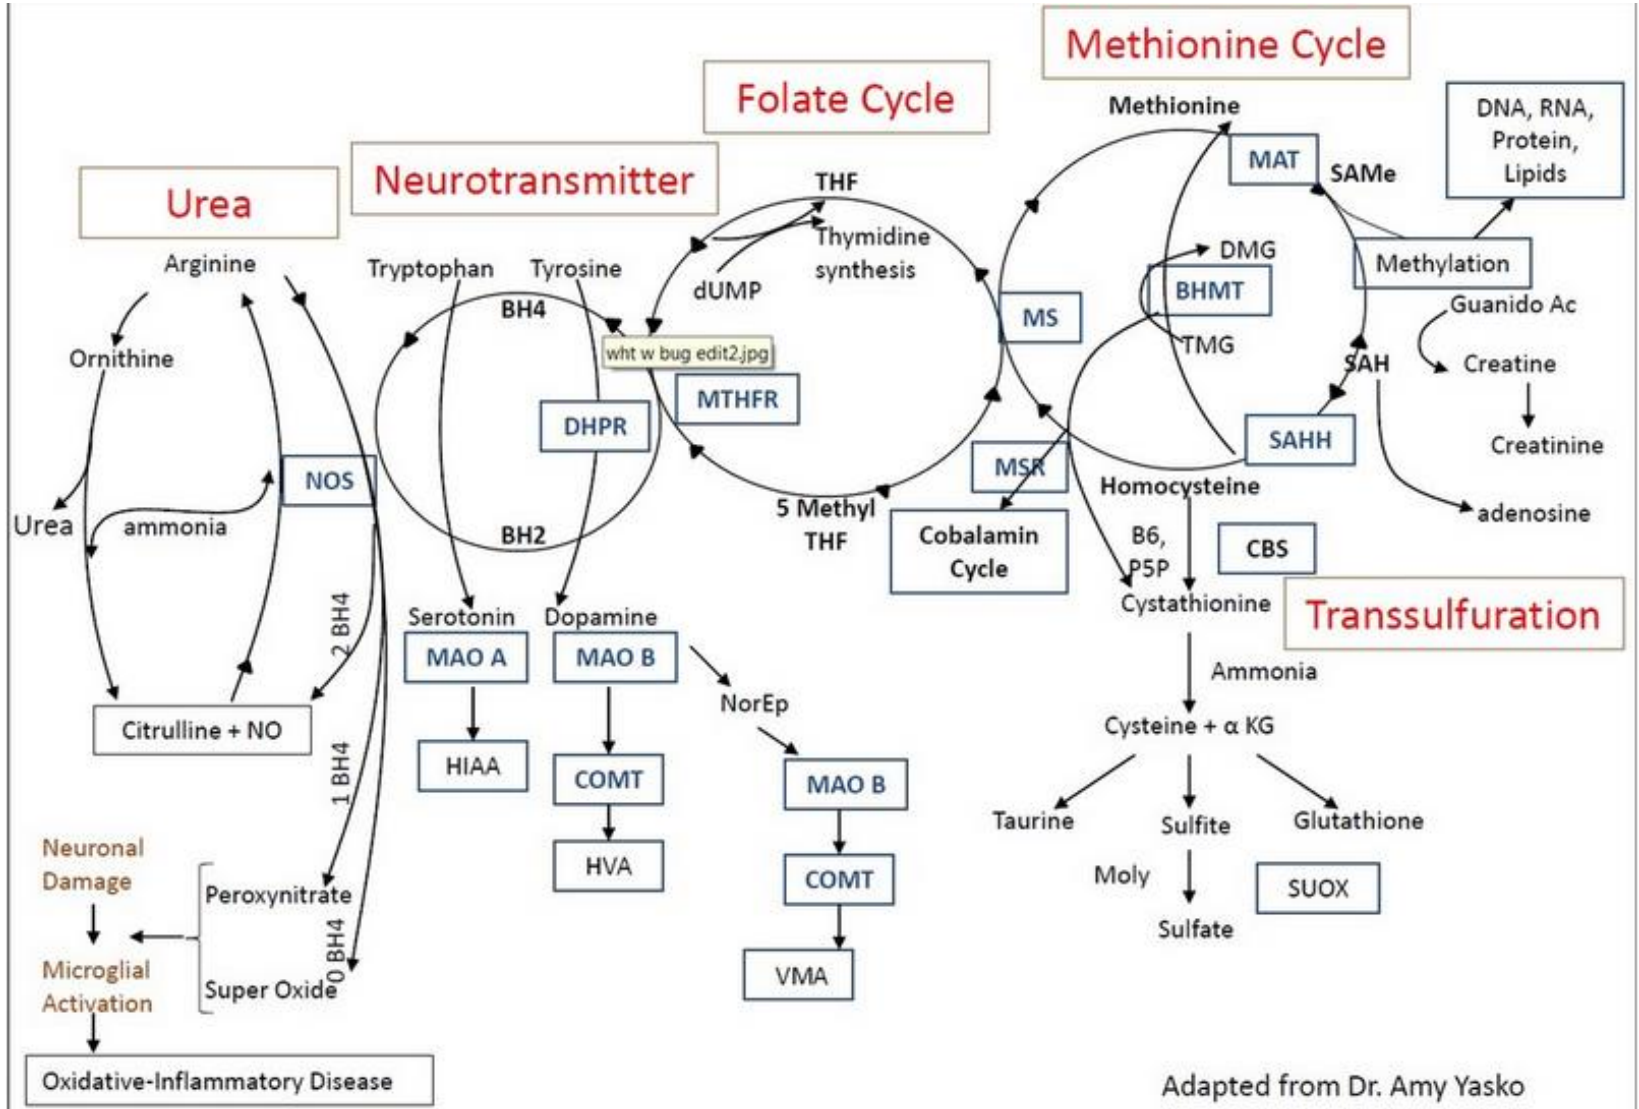 Methionine Cycle
Folate Cycle
Neurotransmitter
Urea
Methionine
MAT
SAMe
DNA, RNA,
Protein,
Lipids
Methylation
DMG
BHMT
TMG
MS
SAH
SAHH
MSR
Guanido Ac
Creatine
Creatinine
adenosine
Homocysteine
THF
Thymidine
synthesis
dUMP
wht w bug edit2.jpg
MTHFR
5 Methyl
THF
Cobalamin
Cycle
Tryptophan
Tyrosine
BH4
DHPR
BH2
Serotonin
MAO A
HIAA
Dopamine
MAO B
COMT
HVA
NorEp
MAO B
COMT
VMA
Arginine
Ornithine
NOS
Urea
ammonia
2 BH4
Citrulline + NO
1 BH4
Neuronal
Damage
Peroxynitrate
0 BH4
Microglial
Activation
Super Oxide
Oxidative-Inflammatory Disease
B6,
P5P
CBS
Cystathionine
Transsulfuration
Ammonia
Cysteine + α KG
Taurine
Sulfite
Glutathione
Moly
SUOX
Sulfate
Adapted from Dr. Amy Yasko